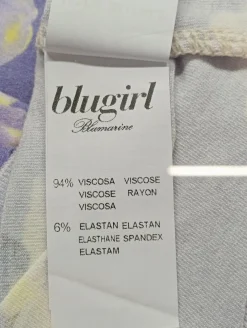 blugirl
Blumarine
94% VISCOSA VISCOSE
VISCOSE RAYON
VISCOSA
6% ELASTAN ELASTAN
ELASTHANE SPANDEX
ELASTAM